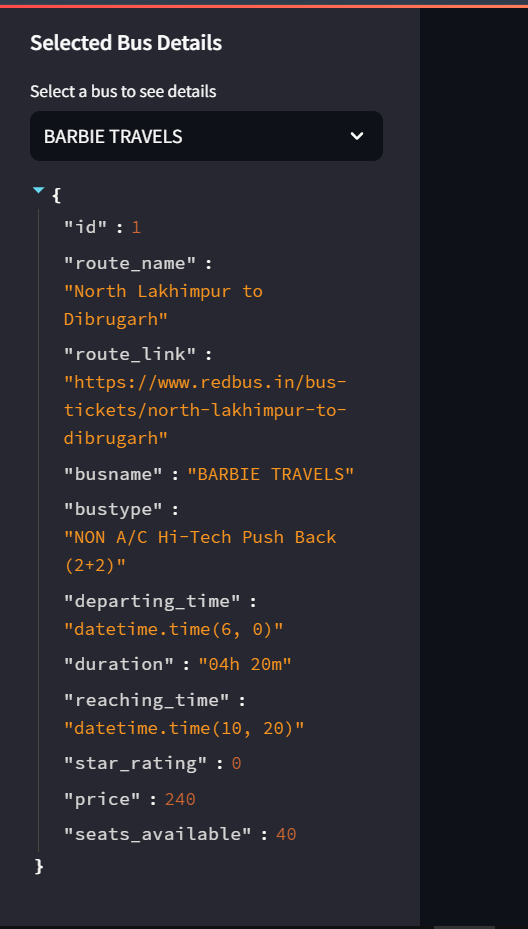 Selected Bus Details
Select a bus to see details
BARBIE TRAVELS
{
"id" : 1
"route_name" :
"North Lakhimpur to
Dibrugarh"
"route_link" :
"https://www.redbus.in/bus-
tickets/north-lakhimpur-to-
dibrugarh"
"busname" : "BARBIE TRAVELS"
"bustype" :
"NON A/C Hi-Tech Push Back
(2+2)"
"departing_time" :
"datetime.time(6, 0)"
"duration" : "04h 20m"
"reaching_time" :
"datetime.time(10, 20)"
"star_rating" : 0
"price" : 240
"seats_available" : 40
}